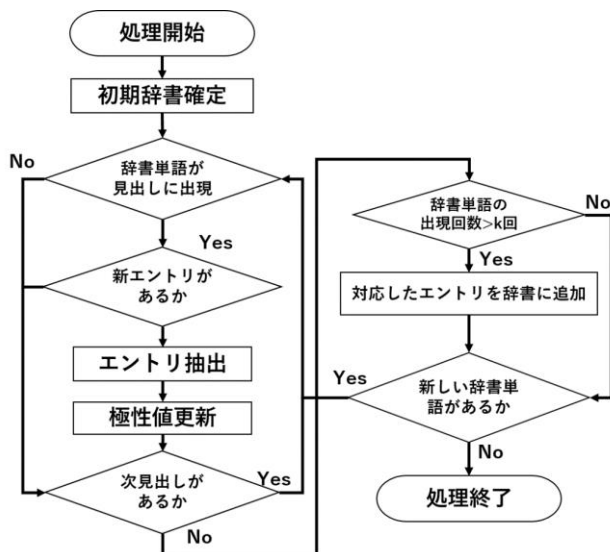 処理開始
初期辞書確定
No
辞書単語が
見出しに出現
Yes
新エントリが
あるか
エントリ抽出
極性値更新
次見出しが
あるか
Yes
No
辞書単語の
出現回数>k回
No
Yes
対応したエントリを辞書に追加
Yes
新しい辞書単
語があるか
No
処理終了